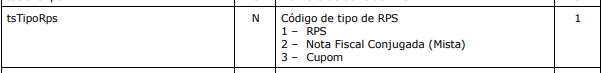 tsTipoRps N Código de tipo de RPS 1
1 – RPS
2 – Nota Fiscal Conjugada (Mista)
3 – Cupom